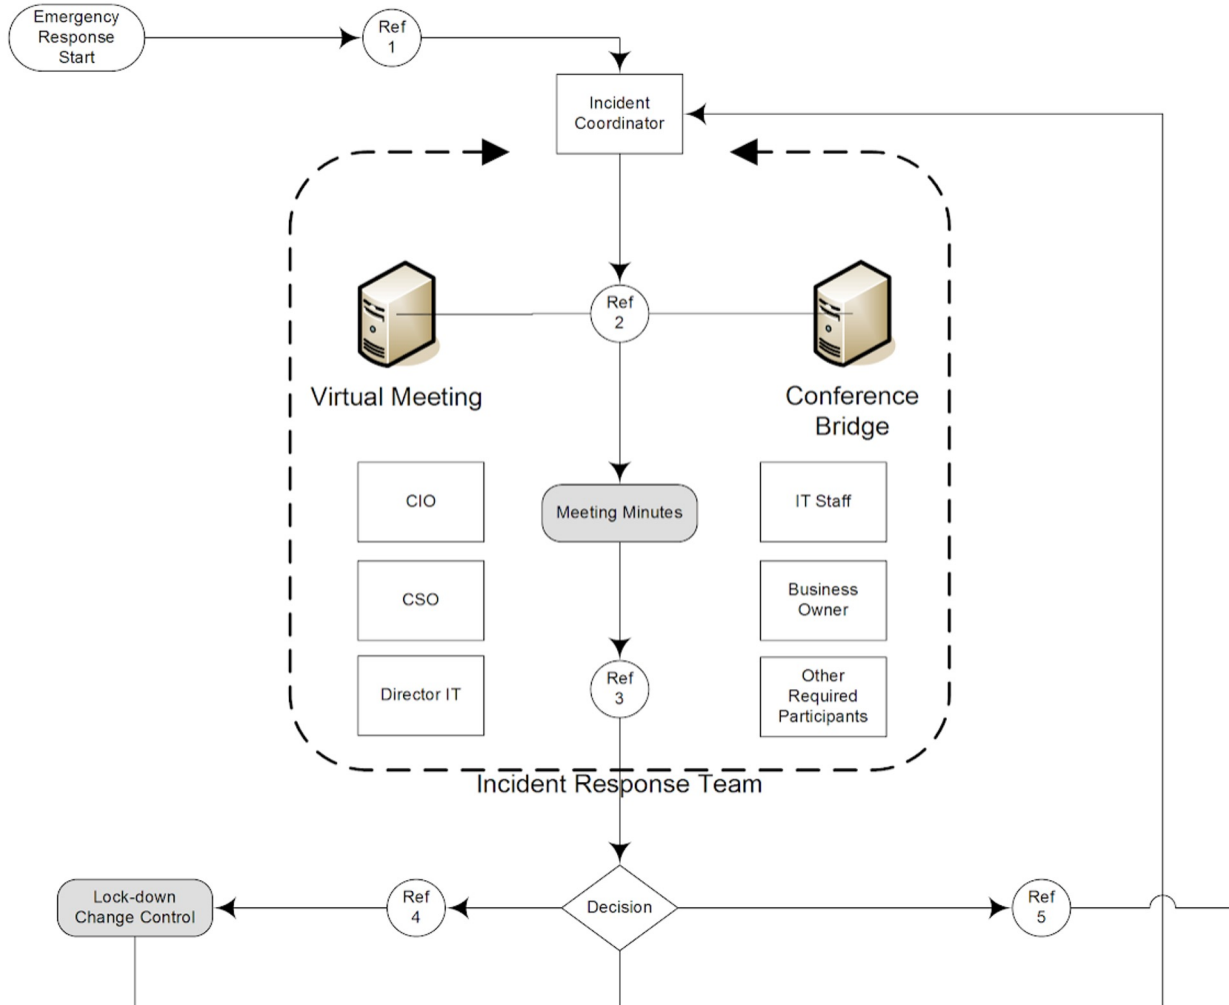 Emergency
Response
Start
Ref
1
Incident
Coordinator
Ref
2
Virtual Meeting
Conference
Bridge
CIO
Meeting Minutes
IT Staff
CSO
Business
Owner
Director IT
Ref
3
Other
Required
Participants
Incident Response Team
Lock-down
Change Control
Ref
4
Decision
Ref
5